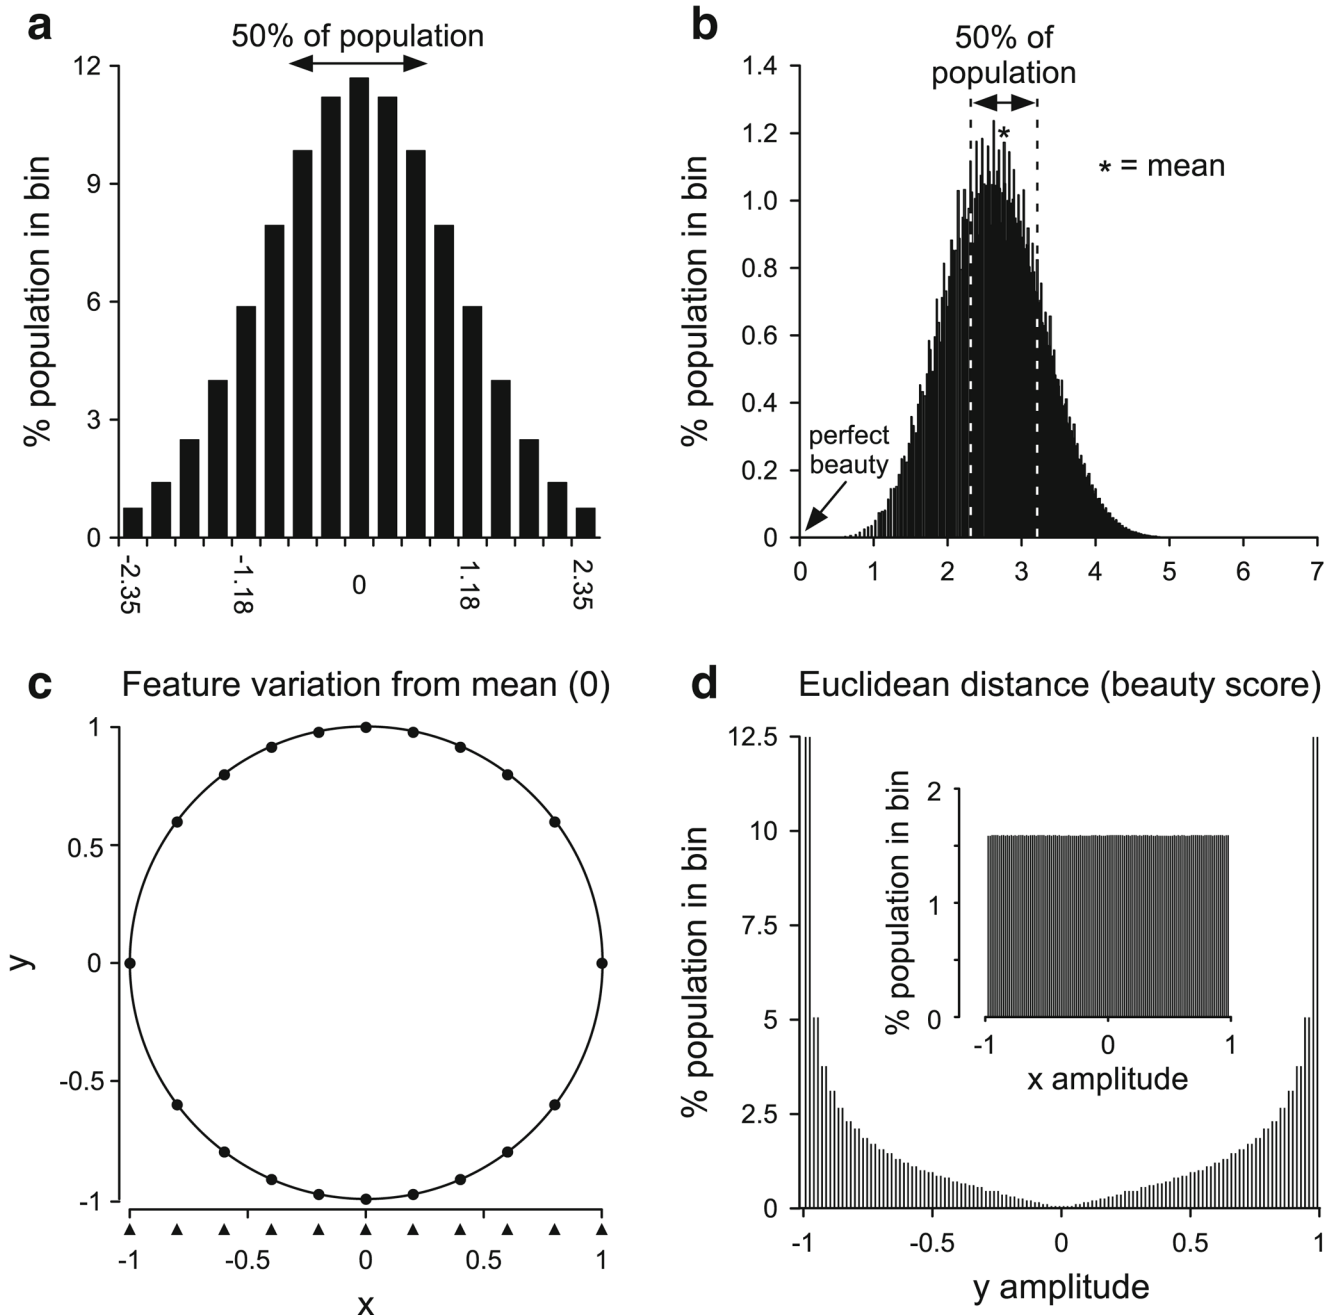 a
50% of population
% population in bin
12
9
6
3
0
-2.35
-1.18
0
1.18
2.35
Feature variation from mean (0)
b
50% of
population
* = mean
*
% population in bin
1.4
1.2
1.0
0.8
0.6
0.4
0.2
0
perfect
beauty
0 1 2 3 4 5 6 7
Euclidean distance (beauty score)
c
y
1
0.5
0
-0.5
-1
-1 -0.5 0 0.5 1
x
d
% population in bin
12.5
10
7.5
5
2.5
0
% population in bin
2
1
0
-1 0 1
x amplitude
-1 -0.5 0 0.5 1
y amplitude